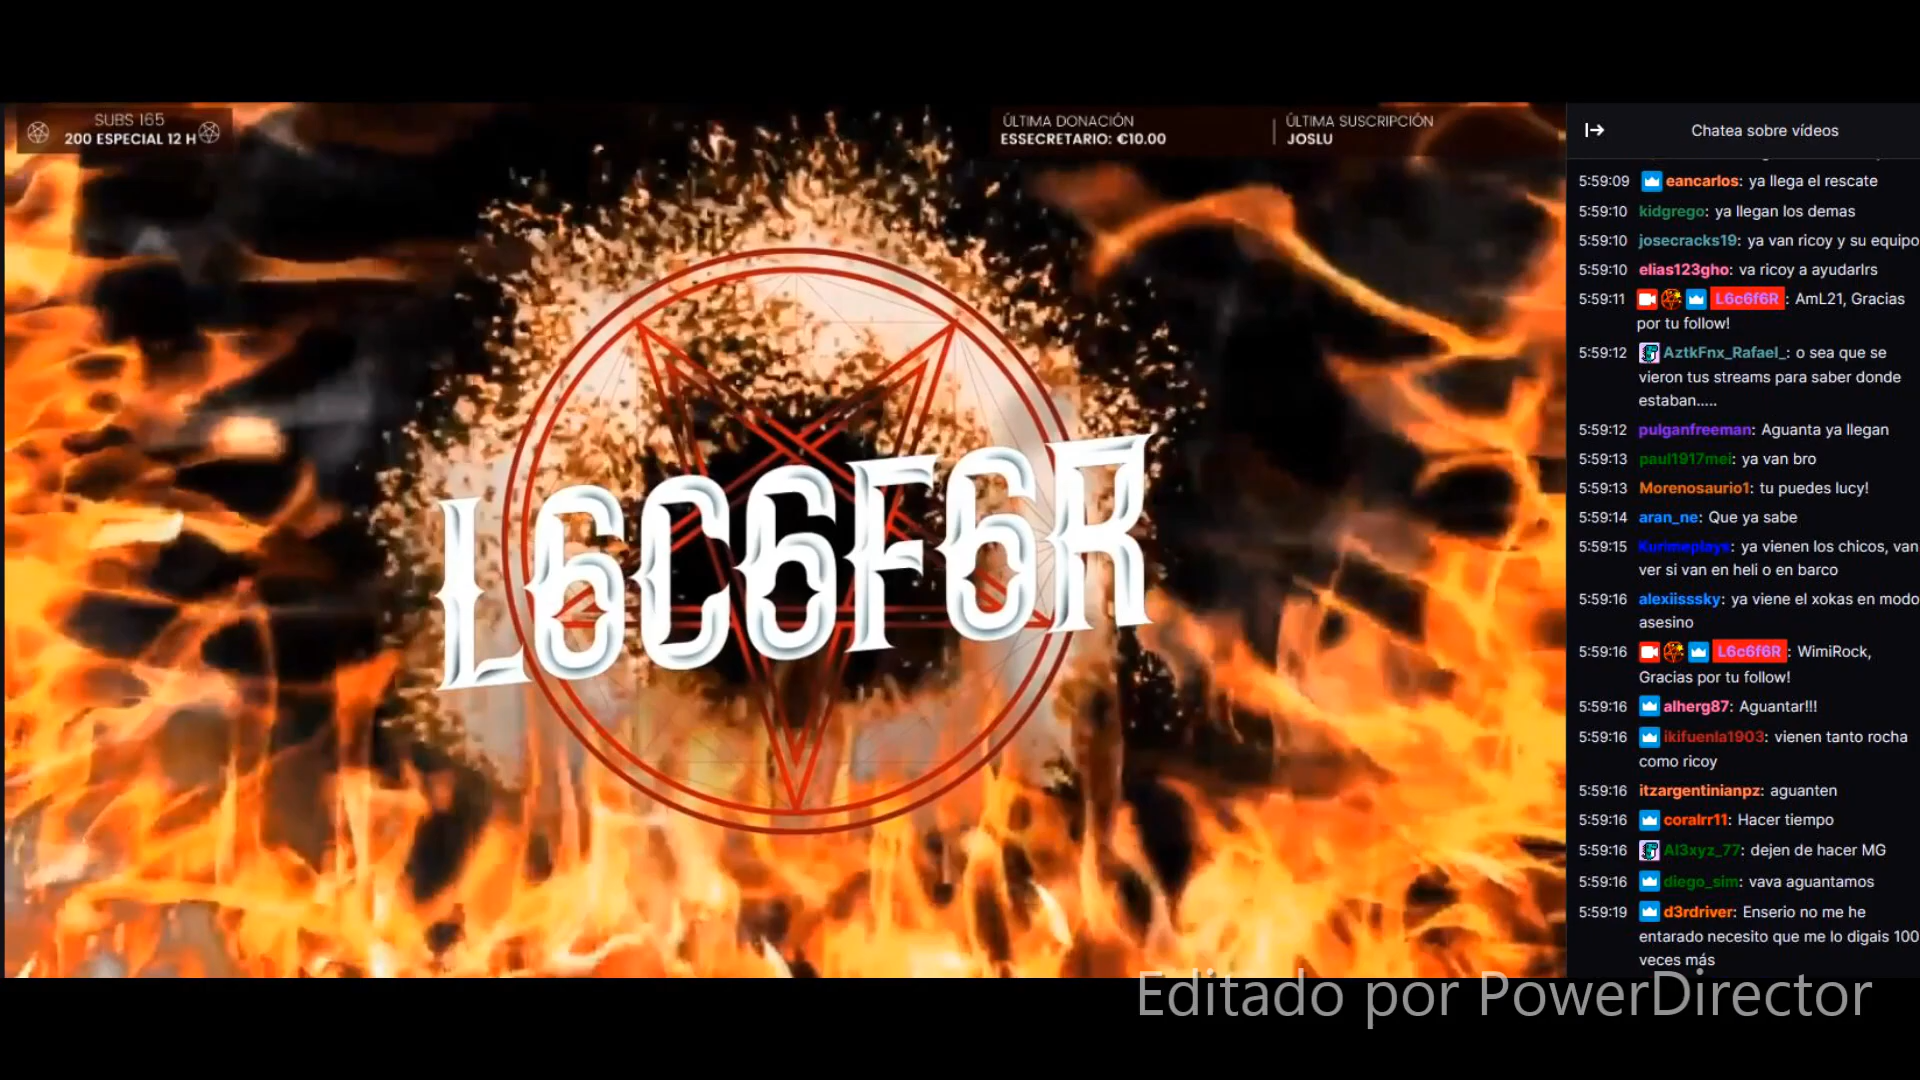 SUBS 165
200 ESPECIAL 12 H
ÚLTIMA DONACIÓN
ESSECRETARIO: €10.00
ÚLTIMA SUSCRIPCIÓN
JOSLU
L6C6F6R
Chatea sobre vídeos
5:59:09 eancarlos: ya llega el rescate
5:59:10 kidgrego: ya llegan los demas
5:59:10 josecracks19: ya van ricoy y su equipo
5:59:10 elias123gho: va ricoy a ayudarlrs
5:59:11 L6c6f6R : AmL21, Gracias
por tu follow!
5:59:12 AztkFnx_Rafael_: o sea que se
vieron tus streams para saber donde
estaban.....
5:59:12 pulganfreeman: Aguanta ya llegan
5:59:13 paul1917mei: ya van bro
5:59:13 Morenosaurio1: tu puedes lucy!
5:59:14 aran_ne: Que ya sabe
5:59:15 Kurimeplays: ya vienen los chicos, van
ver si van en heli o en barco
5:59:16 alexiisssky: ya viene el xokas en modo
asesino
5:59:16 L6c6f6R : WimiRock,
Gracias por tu follow!
5:59:16 alherg87: Aguantar!!!
5:59:16 ikifuenla1903: vienen tanto rocha
como ricoy
5:59:16 itzargentinianpz: aguanten
5:59:16 coralrr11: Hacer tiempo
5:59:16 Al3xyz_77: dejen de hacer MG
5:59:16 diego_sim: vava aguantamos
5:59:19 d3rdriver: Enserio no me he
entarado necesito que me lo digais 100
veces más
Editado por PowerDirector